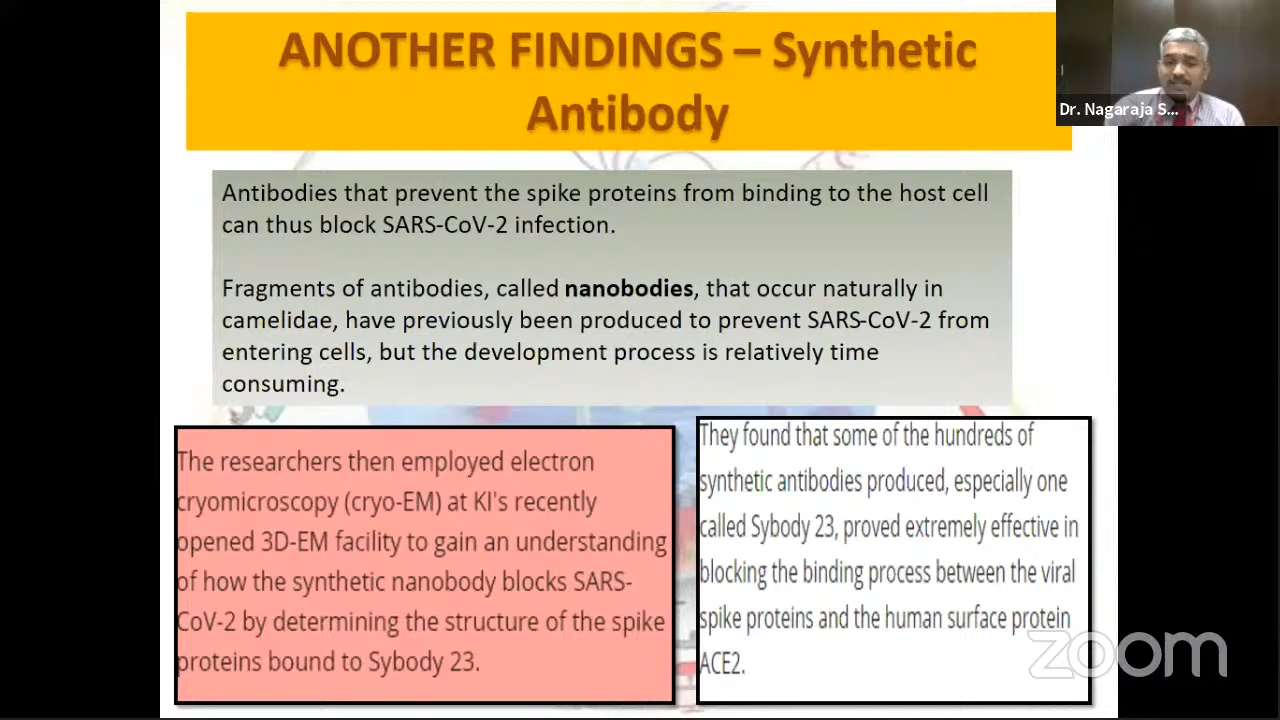 ANOTHER FINDINGS – Synthetic
Antibody
Dr. Nagaraja S...
Antibodies that prevent the spike proteins from binding to the host cell
can thus block SARS-CoV-2 infection.
Fragments of antibodies, called nanobodies, that occur naturally in
camelidae, have previously been produced to prevent SARS-CoV-2 from
entering cells, but the development process is relatively time
consuming.
The researchers then employed electron
cryomicroscopy (cryo-EM) at KI's recently
opened 3D-EM facility to gain an understanding
of how the synthetic nanobody blocks SARS-
CoV-2 by determining the structure of the spike
proteins bound to Sybody 23.
They found that some of the hundreds of
synthetic antibodies produced, especially one
called Sybody 23, proved extremely effective in
blocking the binding process between the viral
spike proteins and the human surface protein
ACE2.
zoom